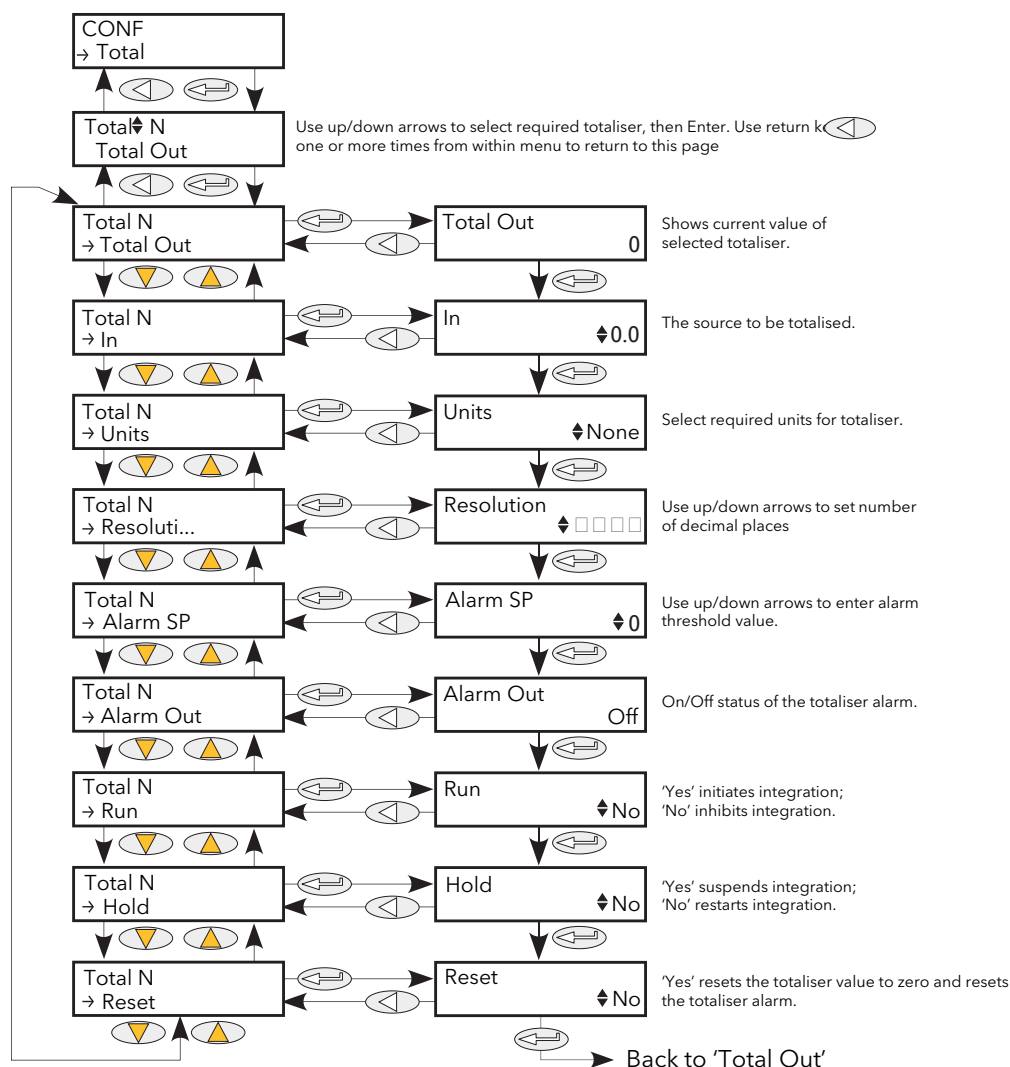 CONF
→ Total
Total N
Total Out
Use up/down arrows to select required totaliser, then Enter. Use return
one or more times from within menu to return to this page
Total N
→ Total Out
Total Out
0
Shows current value of
selected totaliser.
Total N
→ In
In
0.0
The source to be totalised.
Total N
→ Units
Units
None
Select required units for totaliser.
Total N
→ Resoluti...
Resolution
Use up/down arrows to set number
of decimal places
Total N
→ Alarm SP
Alarm SP
0
Use up/down arrows to enter alarm
threshold value.
Total N
→ Alarm Out
Alarm Out
Off
On/Off status of the totaliser alarm.
Total N
→ Run
Run
No
'Yes' initiates integration;
'No' inhibits integration.
Total N
→ Hold
Hold
No
'Yes' suspends integration;
'No' restarts integration.
Total N
→ Reset
Reset
No
'Yes' resets the totaliser value to zero and resets
the totaliser alarm.
Back to 'Total Out'